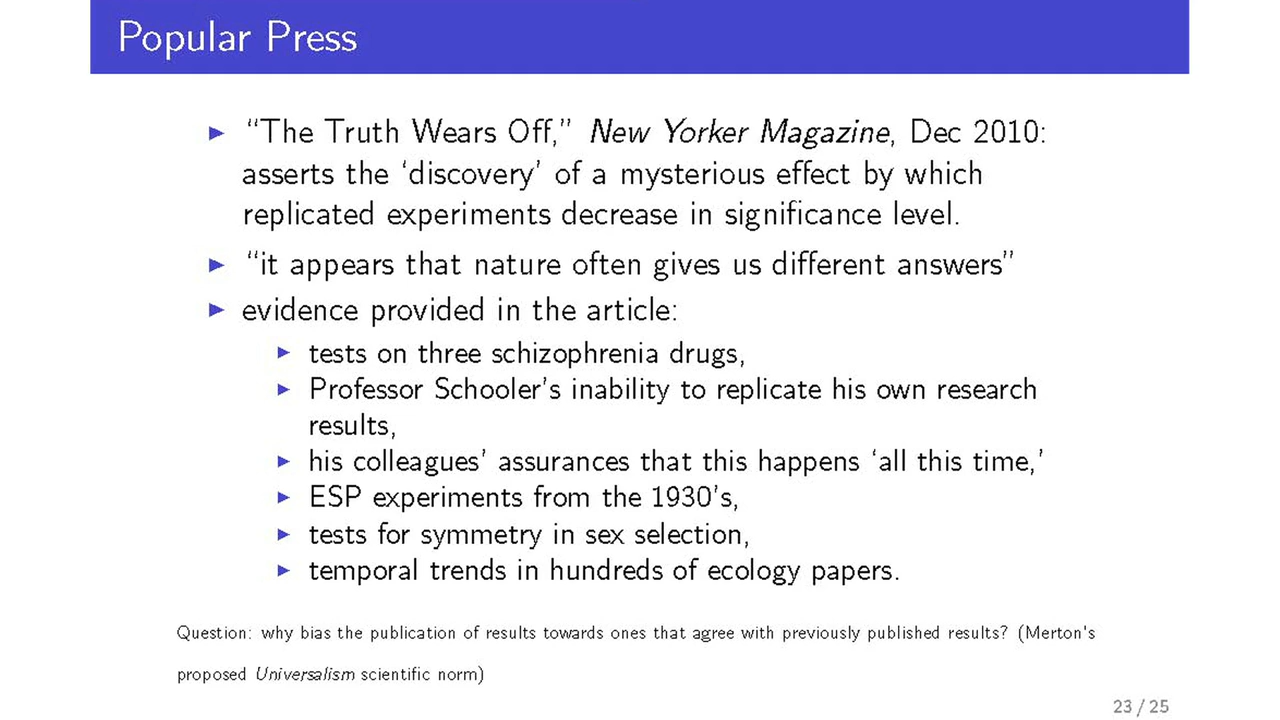 Popular Press
“The Truth Wears Off,” New Yorker Magazine, Dec 2010:
asserts the ‘discovery’ of a mysterious effect by which
replicated experiments decrease in significance level.
“it appears that nature often gives us different answers”
evidence provided in the article:
tests on three schizophrenia drugs,
Professor Schooler’s inability to replicate his own research
results,
his colleagues’ assurances that this happens ‘all this time,’
ESP experiments from the 1930’s,
tests for symmetry in sex selection,
temporal trends in hundreds of ecology papers.
Question: why bias the publication of results towards ones that agree with previously published results? (Merton’s
proposed Universalism scientific norm)
23 / 25